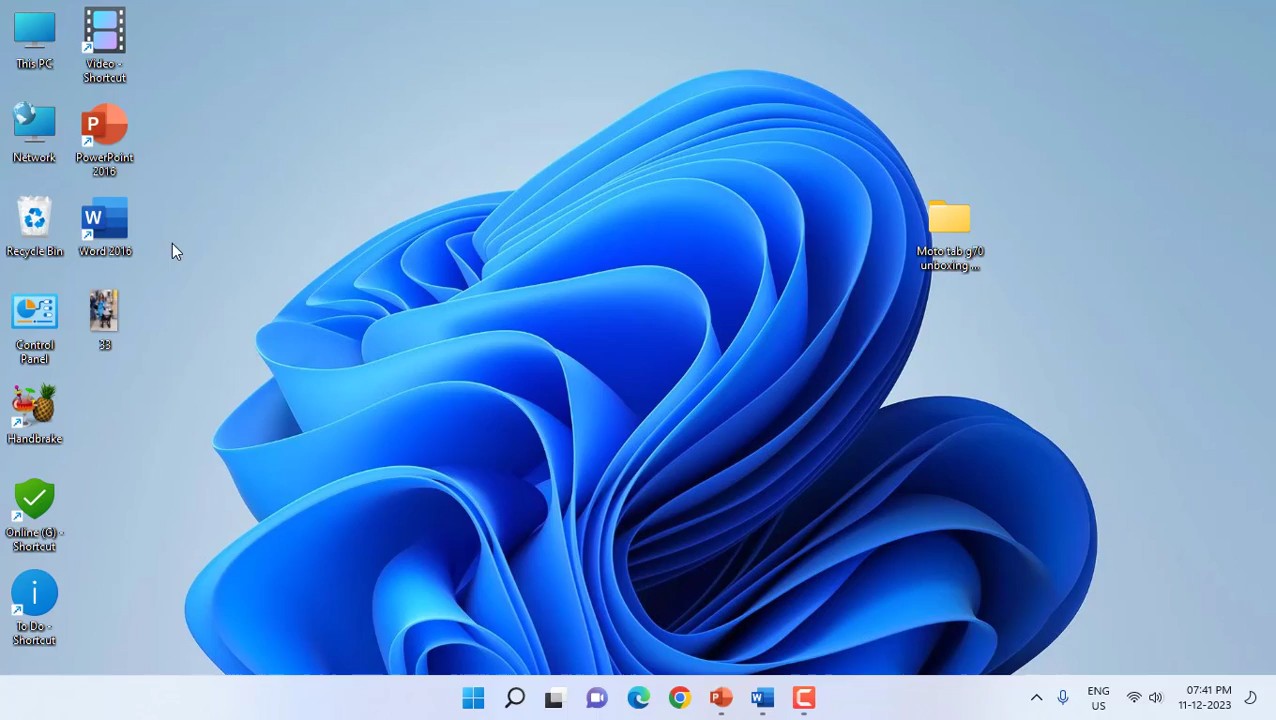 This PC
Video -
Shortcut
Network
P
PowerPoint
2016
Recycle Bin
W
Word 2016
Control
Panel
33
Handbrake
Online (G) -
Shortcut
To Do -
Shortcut
Moto tab g70
unboxing ...
P
W
C
ENG
US
07:41 PM
11-12-2023